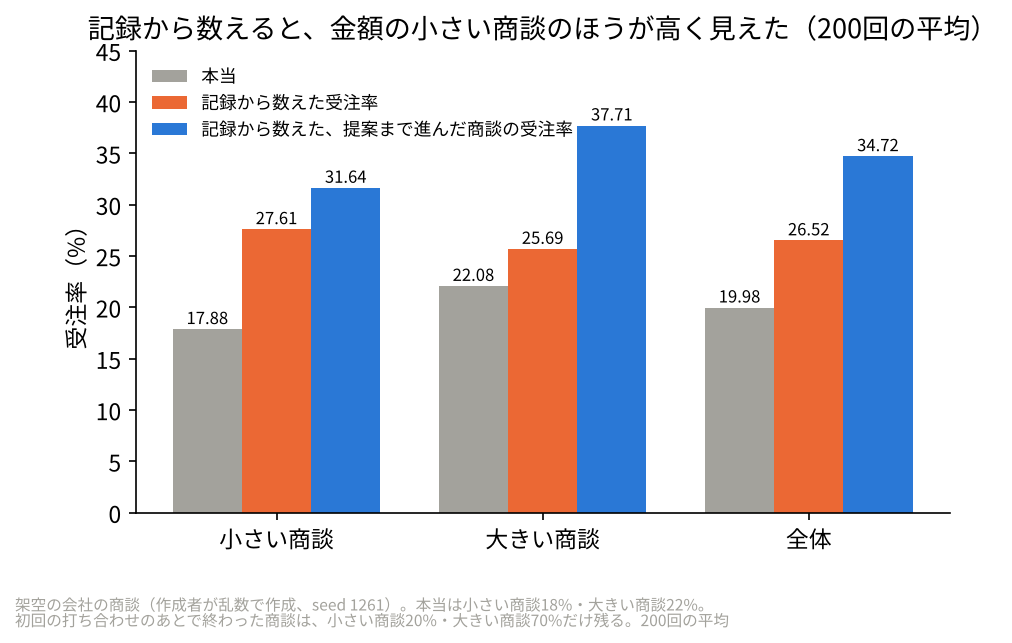 記録から数えると、金額の小さい商談のほうが高く見えた（200回の平均）
本当
記録から数えた受注率
記録から数えた、提案まで進んだ商談の受注率
受注率（%）
45
40
35
30
25
20
15
10
5
0
17.88
27.61
31.64
22.08
25.69
37.71
19.98
26.52
34.72
小さい商談
大きい商談
全体
架空の会社の商談（作成者が乱数で作成、seed 1261）。本当は小さい商談18%・大きい商談22%。
初回の打ち合わせのあとで終わった商談は、小さい商談20%・大きい商談70%だけ残る。200回の平均